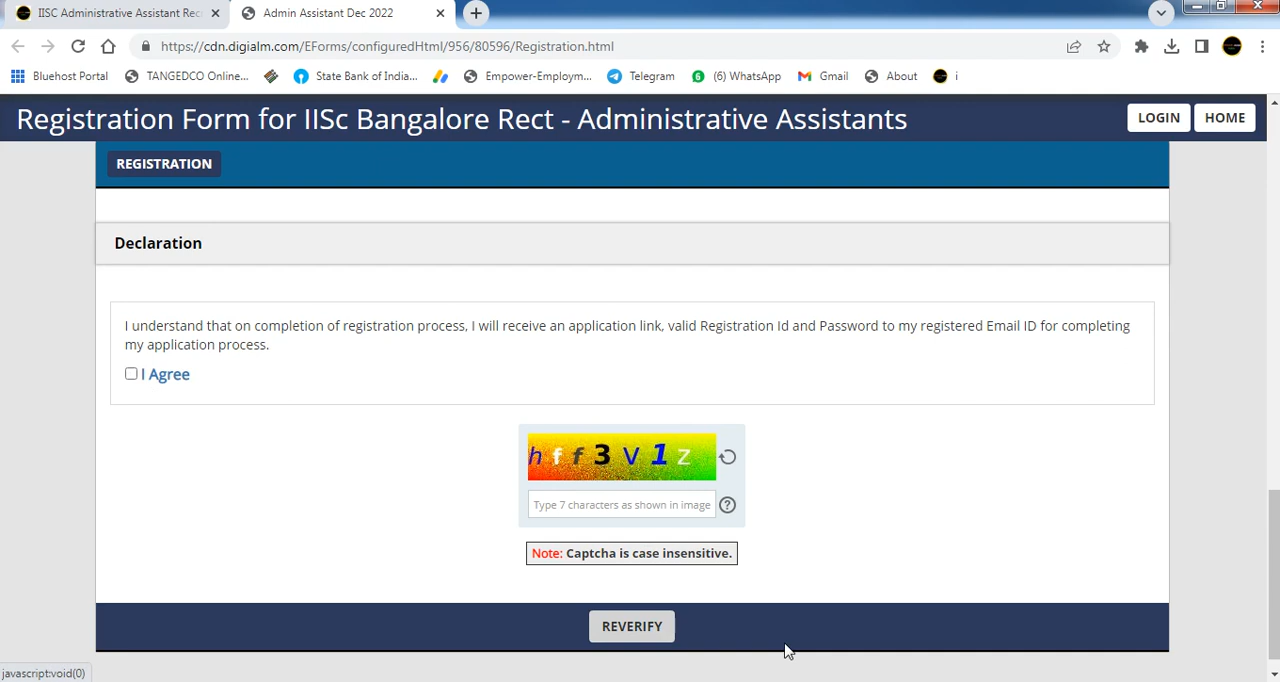 IISC Administrative Assistant Rec
Admin Assistant Dec 2022
https://cdn.digialm.com/EForms/configuredHtml/956/80596/Registration.html
Bluehost Portal
TANGEDCO Online...
State Bank of India...
Empower-Employm...
Telegram
(6) WhatsApp
Gmail
About
i
Registration Form for IISc Bangalore Rect - Administrative Assistants
LOGIN
HOME
REGISTRATION
Declaration
I understand that on completion of registration process, I will receive an application link, valid Registration Id and Password to my registered Email ID for completing
my application process.
I Agree
h f f 3 V 1 z
Type 7 characters as shown in image
Note: Captcha is case insensitive.
REVERIFY
javascript:void(0)